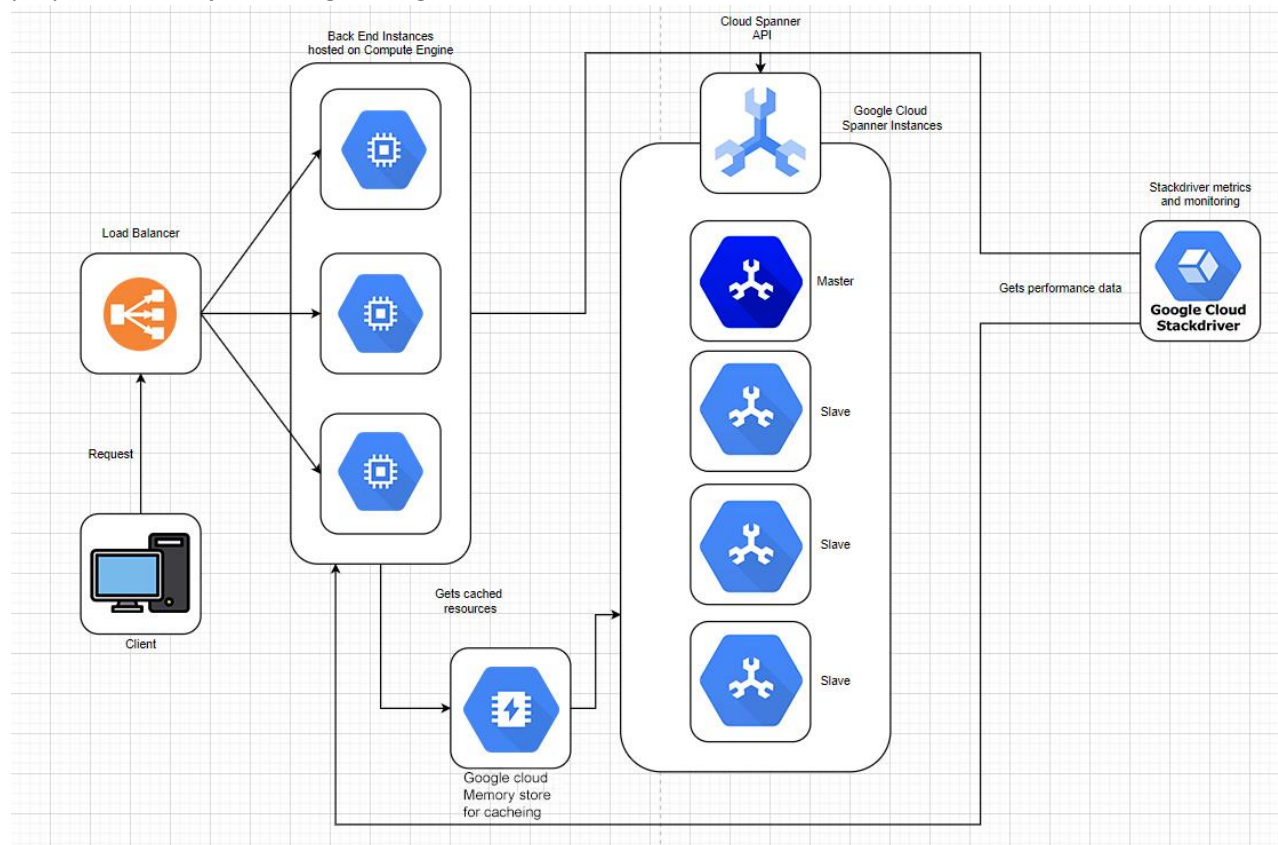 Cloud Spanner
API
Back End Instances
hosted on Compute Engine
Google Cloud
Spanner Instances
Stackdriver metrics
and monitoring
Load Balancer
Master
Gets performance data
Google Cloud
Stackdriver
Slave
Request
Slave
Gets cached
resources
Client
Slave
Google cloud
Memory store
for cacheing